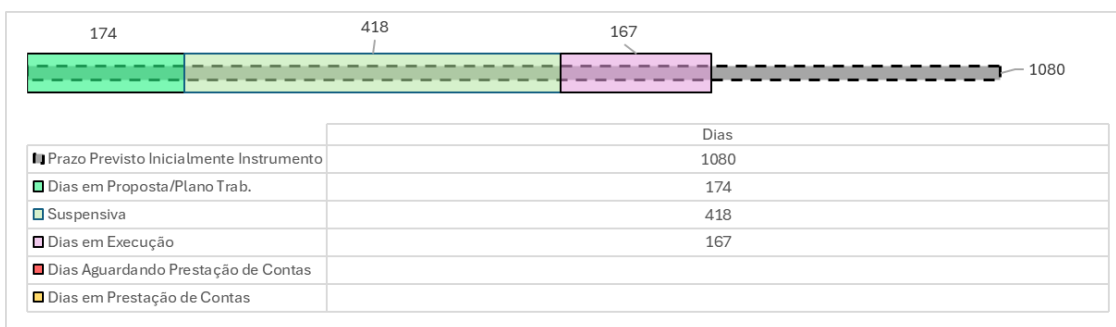 174
418
167
1080
Dias
Prazo Previsto Inicialmente Instrumento 1080
Dias em Proposta/Plano Trab. 174
Suspensiva 418
Dias em Execução 167
Dias Aguardando Prestação de Contas
Dias em Prestação de Contas